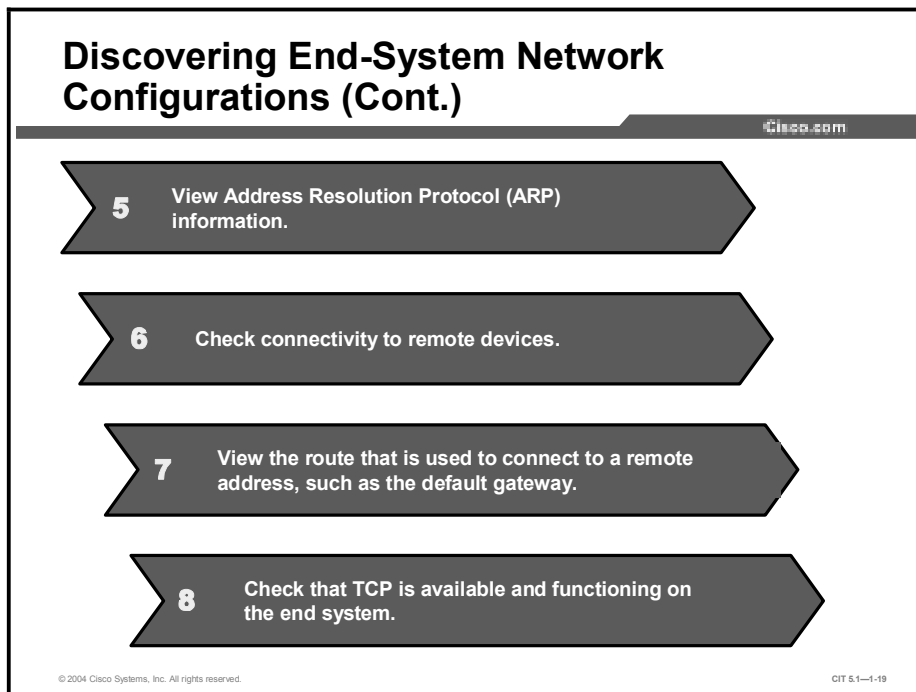 Discovering End-System Network
Configurations (Cont.)
Cisco.com
5
View Address Resolution Protocol (ARP)
information.
6
Check connectivity to remote devices.
7
View the route that is used to connect to a remote
address, such as the default gateway.
8
Check that TCP is available and functioning on
the end system.
© 2004 Cisco Systems, Inc. All rights reserved.
CIT 5.1—1-19